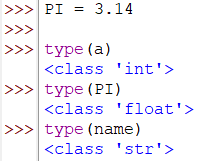 >>> PI = 3.14
>>>
>>> type(a)
<class 'int'>
>>> type(PI)
<class 'float'>
>>> type(name)
<class 'str'>